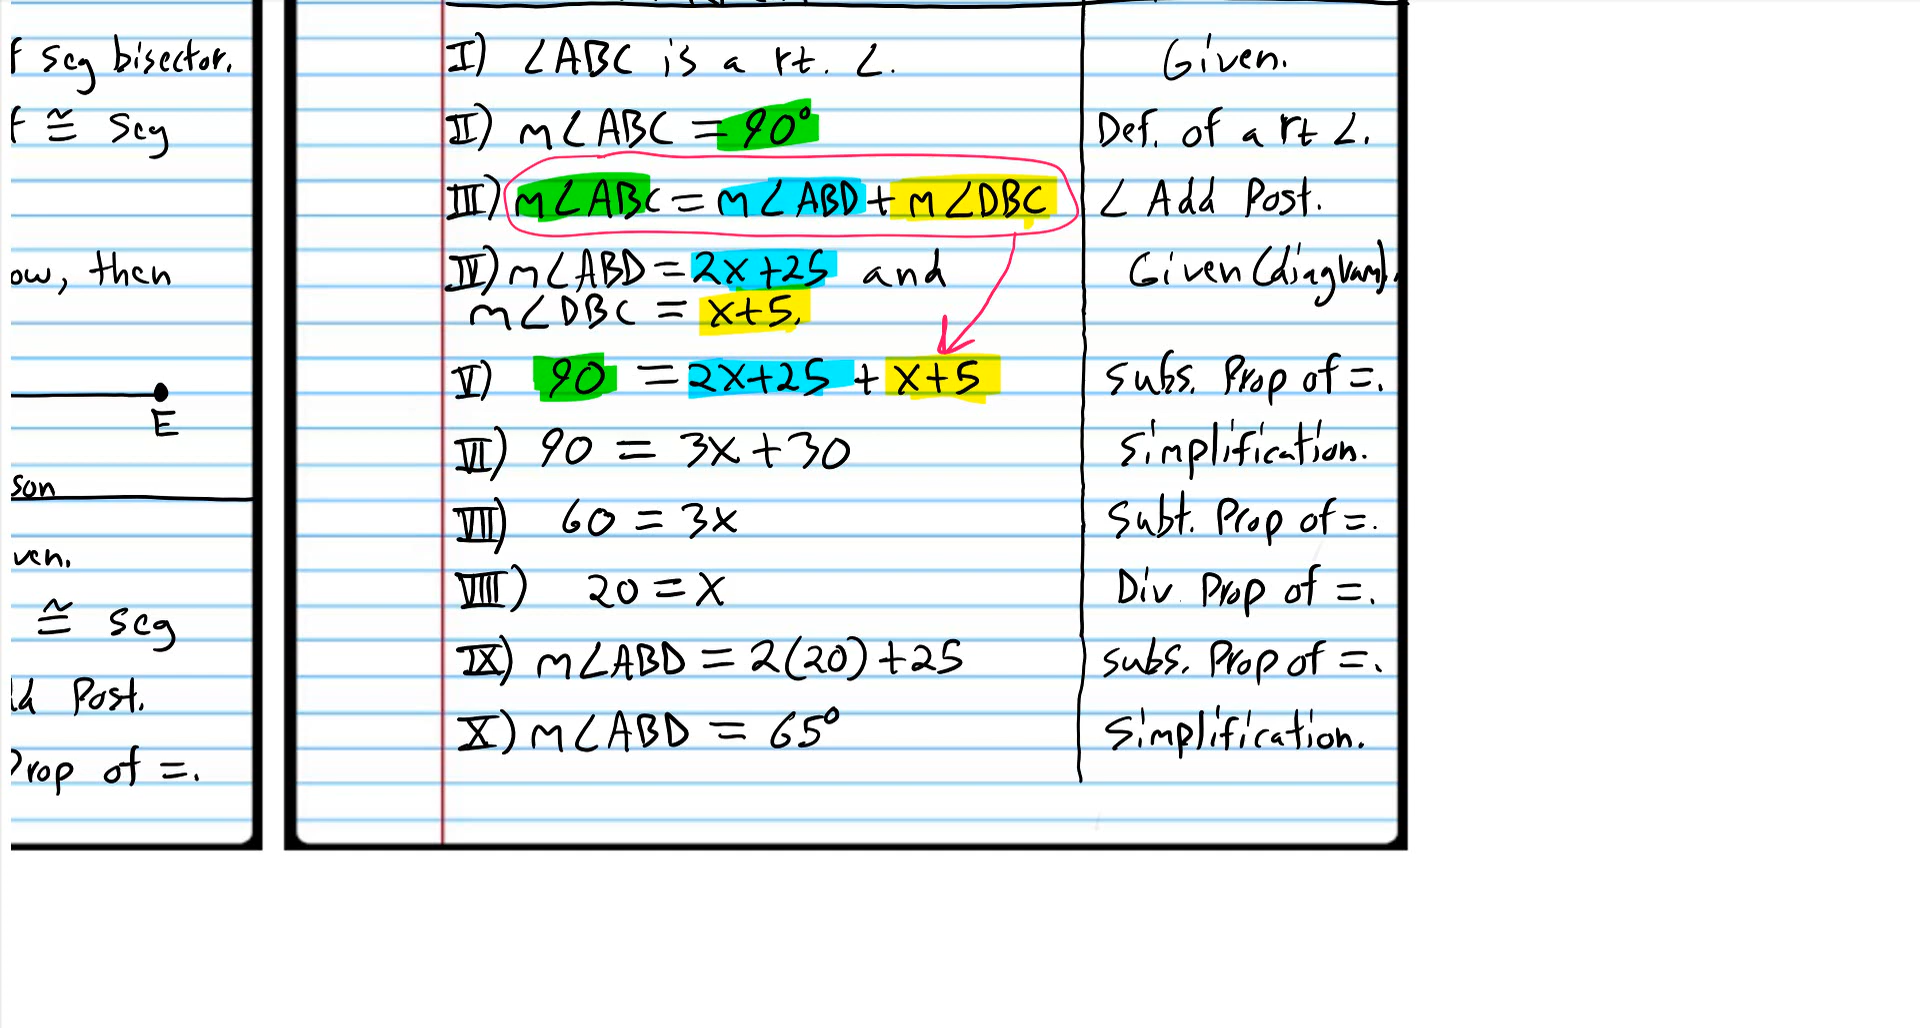 f seg bisector.
f ≅ seg
ow, then
E
son
ven.
≅ seg
ld Post.
Prop of =.
I) ∠ABC is a rt. ∠. Given.
II) m∠ABC = 90° Def. of a rt ∠.
III) m∠ABC = m∠ABD + m∠DBC ∠ Add Post.
IV) m∠ABD = 2x+25 and Given (diagram).
m∠DBC = x+5.
V) 90 = 2x+25 + x+5 Subs. Prop of =.
VI) 90 = 3x+30 Simplification.
VII) 60 = 3x Subt. Prop of =.
VIII) 20 = x Div. Prop of =.
IX) m∠ABD = 2(20)+25 Subs. Prop of =.
X) m∠ABD = 65° Simplification.